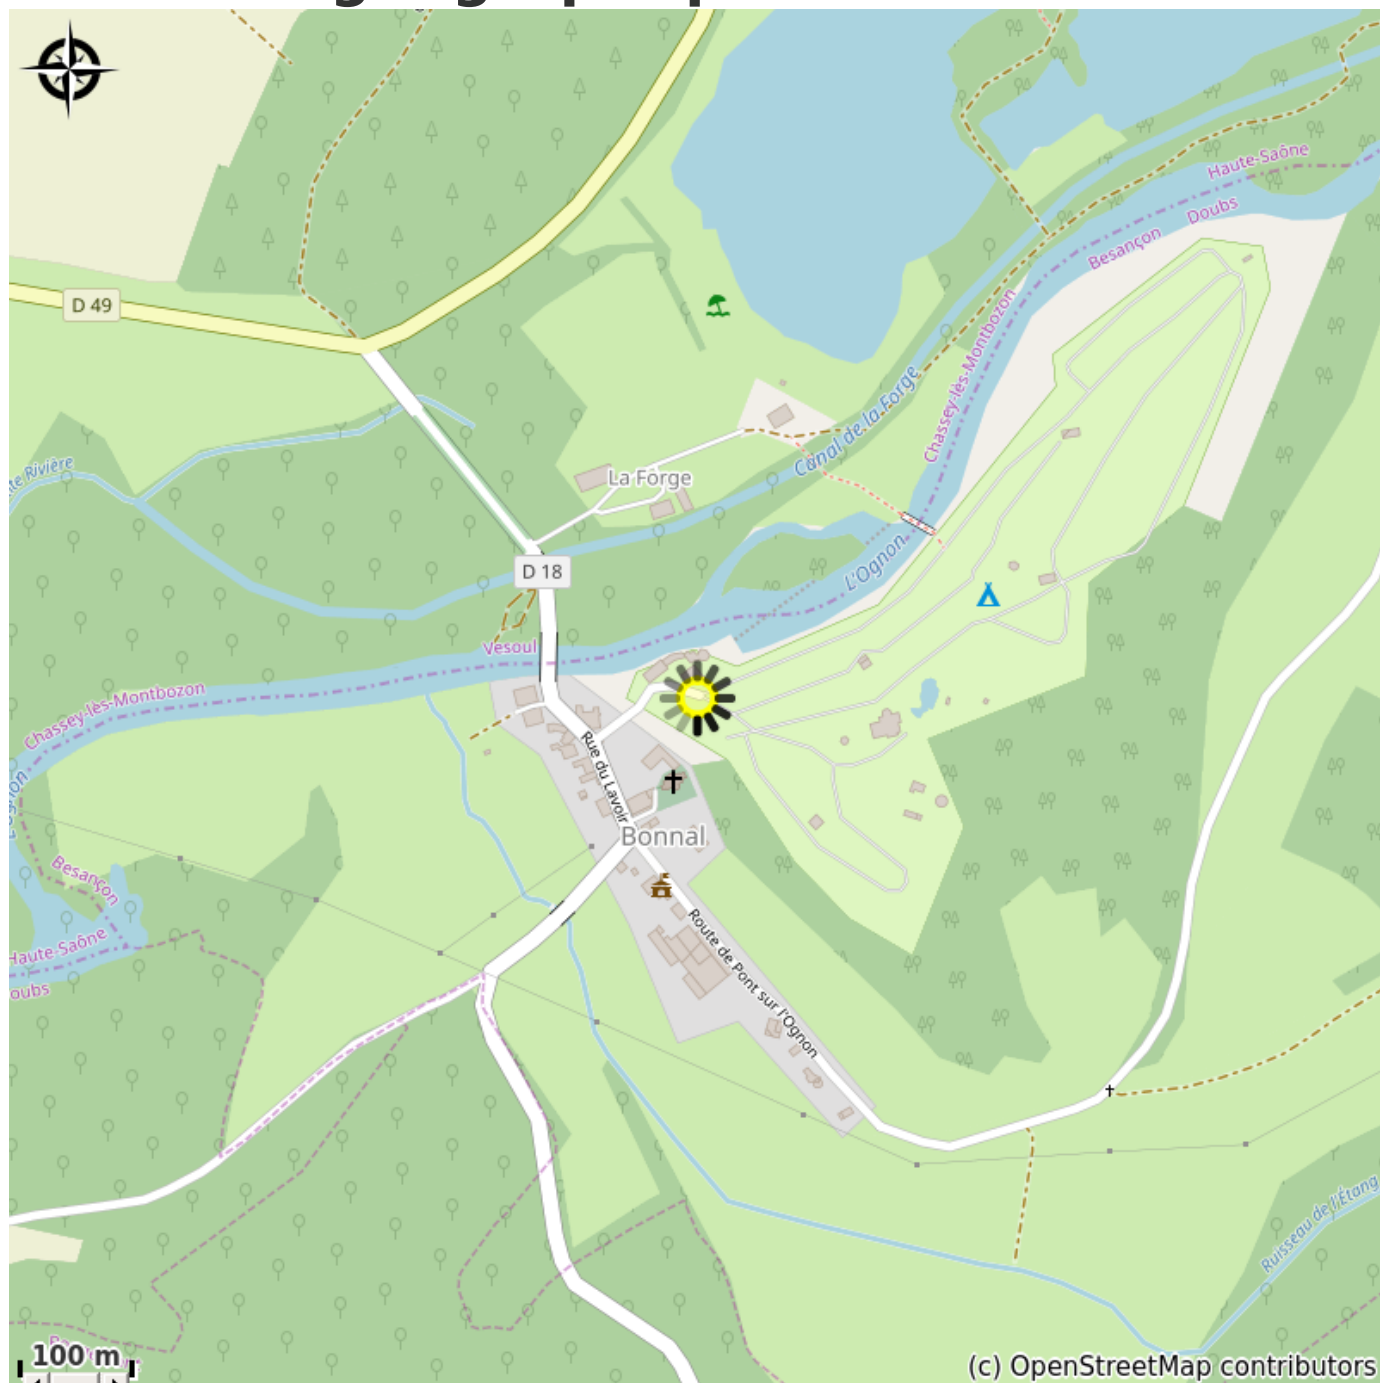 Haute-Saône
Doubs
Besançon
D 49
Chassey-lès-Montbozon
Canal de la Forge
La Forge
L'Ognon
D 18
Vesoul
Chassey-lès-Montbozon
Rue du Lavoir
Bonnal
Besançon
Haute-Saône
oubs
Route de Pont sur l'Ognon
Ruisseau de l'Étang
100 m
(c) OpenStreetMap contributors